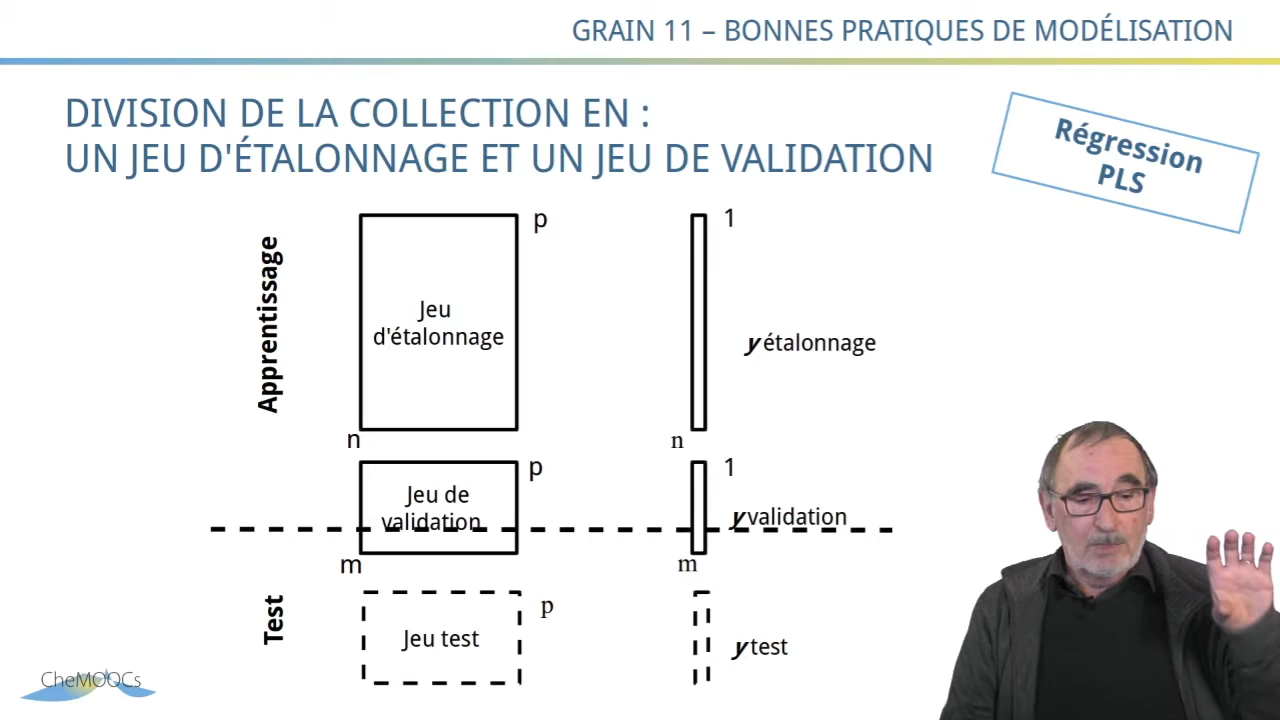 GRAIN 11 – BONNES PRATIQUES DE MODÉLISATION
DIVISION DE LA COLLECTION EN :
UN JEU D'ÉTALONNAGE ET UN JEU DE VALIDATION
Régression
PLS
Apprentissage
p
1
Jeu
d'étalonnage
y étalonnage
n
n
p
1
Jeu de
validation
y validation
m
m
Test
p
Jeu test
y test
CheMOOCs